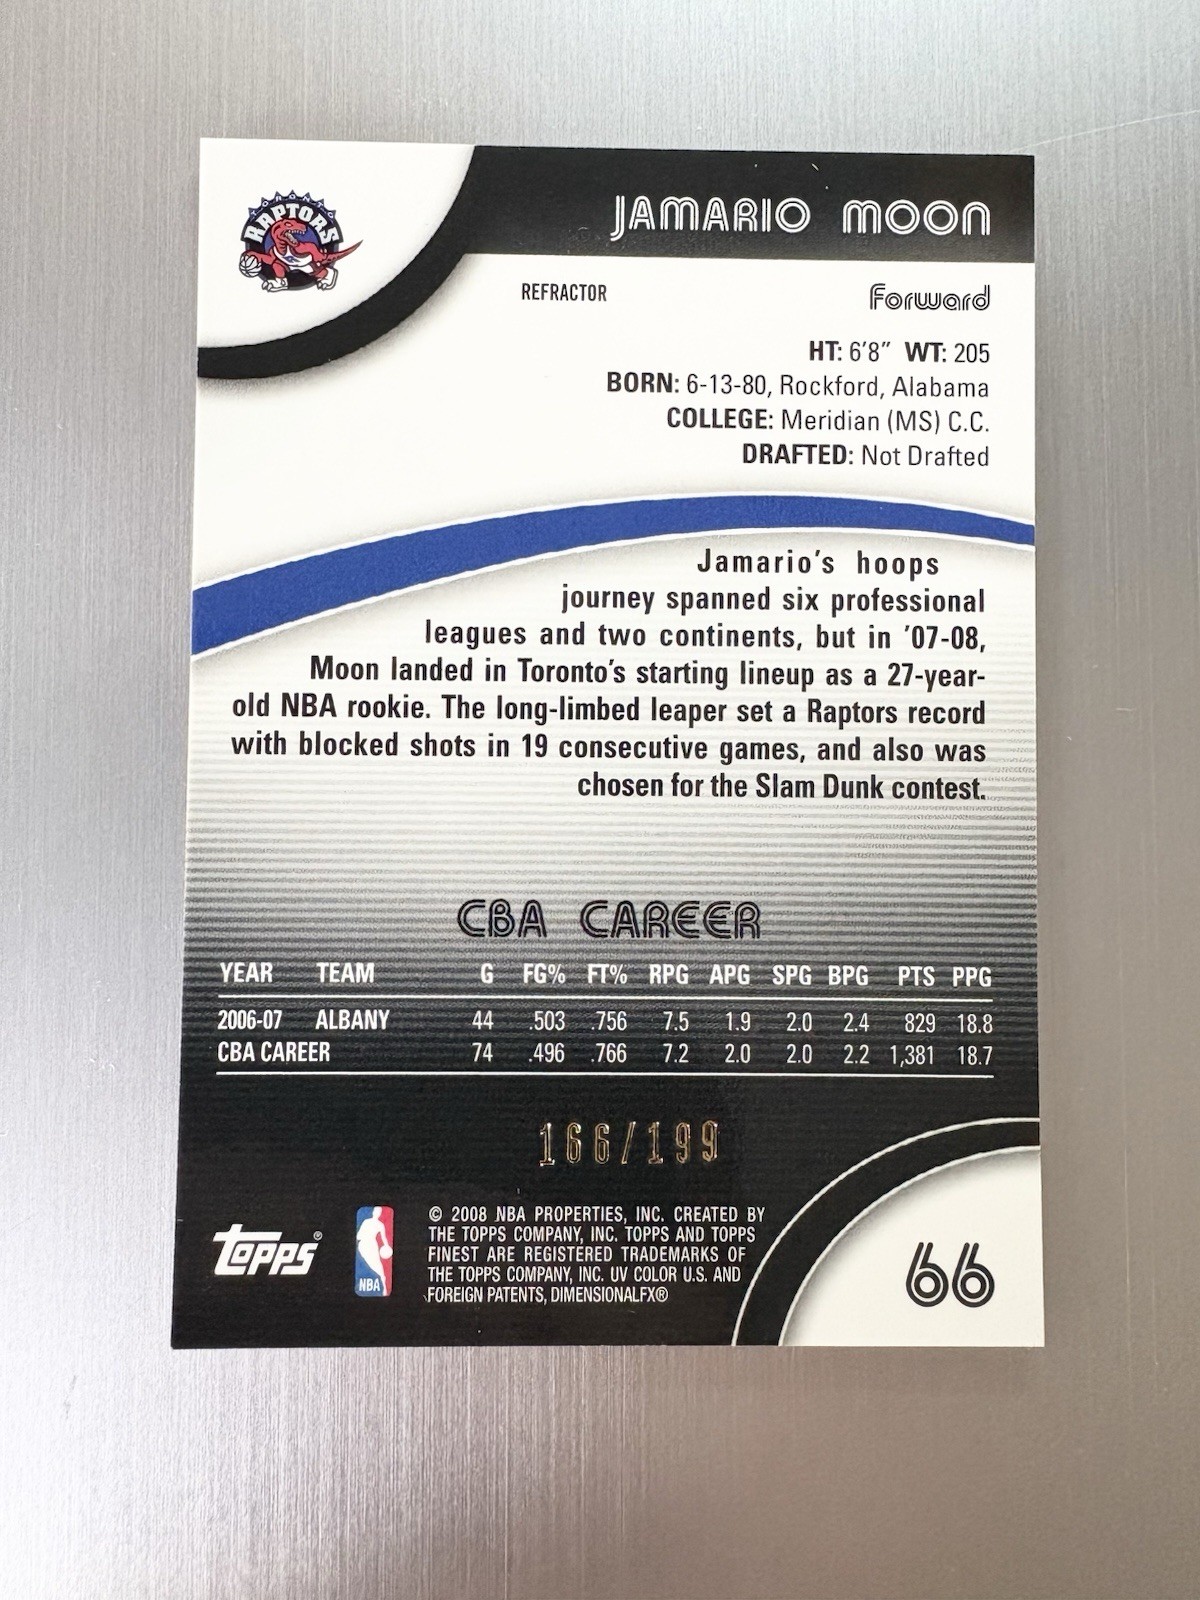 TORONTO
RAPTORS
JAMARIO MOON
REFRACTOR
Forward
HT: 6'8" WT: 205
BORN: 6-13-80, Rockford, Alabama
COLLEGE: Meridian (MS) C.C.
DRAFTED: Not Drafted
Jamario's hoops
journey spanned six professional
leagues and two continents, but in '07-08,
Moon landed in Toronto's starting lineup as a 27-year-
old NBA rookie. The long-limbed leaper set a Raptors record
with blocked shots in 19 consecutive games, and also was
chosen for the Slam Dunk contest.
CBA CAREER
YEAR TEAM G FG% FT% RPG APG SPG BPG PTS PPG
2006-07 ALBANY 44 .503 .756 7.5 1.9 2.0 2.4 829 18.8
CBA CAREER 74 .496 .766 7.2 2.0 2.0 2.2 1,381 18.7
166/199
topps®
NBA
© 2008 NBA PROPERTIES, INC. CREATED BY
THE TOPPS COMPANY, INC. TOPPS AND TOPPS
FINEST ARE REGISTERED TRADEMARKS OF
THE TOPPS COMPANY, INC. UV COLOR U.S. AND
FOREIGN PATENTS, DIMENSIONALFX®
66